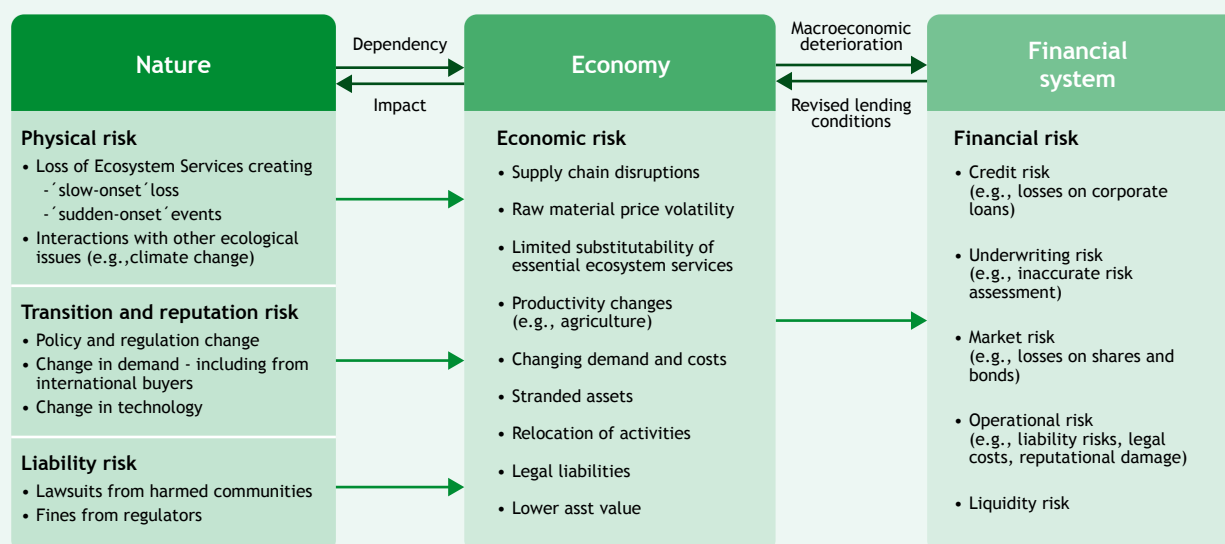 Nature
Dependency
Impact
Economy
Macroeconomic
deterioration
Revised lending
conditions
Financial
system
Physical risk
• Loss of Ecosystem Services creating
-´slow-onset´loss
-´sudden-onset´events
• Interactions with other ecological
issues (e.g.,climate change)
Transition and reputation risk
• Policy and regulation change
• Change in demand - including from
international buyers
• Change in technology
Liability risk
• Lawsuits from harmed communities
• Fines from regulators
Economic risk
• Supply chain disruptions
• Raw material price volatility
• Limited substitutability of
essential ecosystem services
• Productivity changes
(e.g., agriculture)
• Changing demand and costs
• Stranded assets
• Relocation of activities
• Legal liabilities
• Lower asst value
Financial risk
• Credit risk
(e.g., losses on corporate
loans)
• Underwriting risk
(e.g., inaccurate risk
assessment)
• Market risk
(e.g., losses on shares and
bonds)
• Operational risk
(e.g., liability risks, legal
costs, reputational damage)
• Liquidity risk